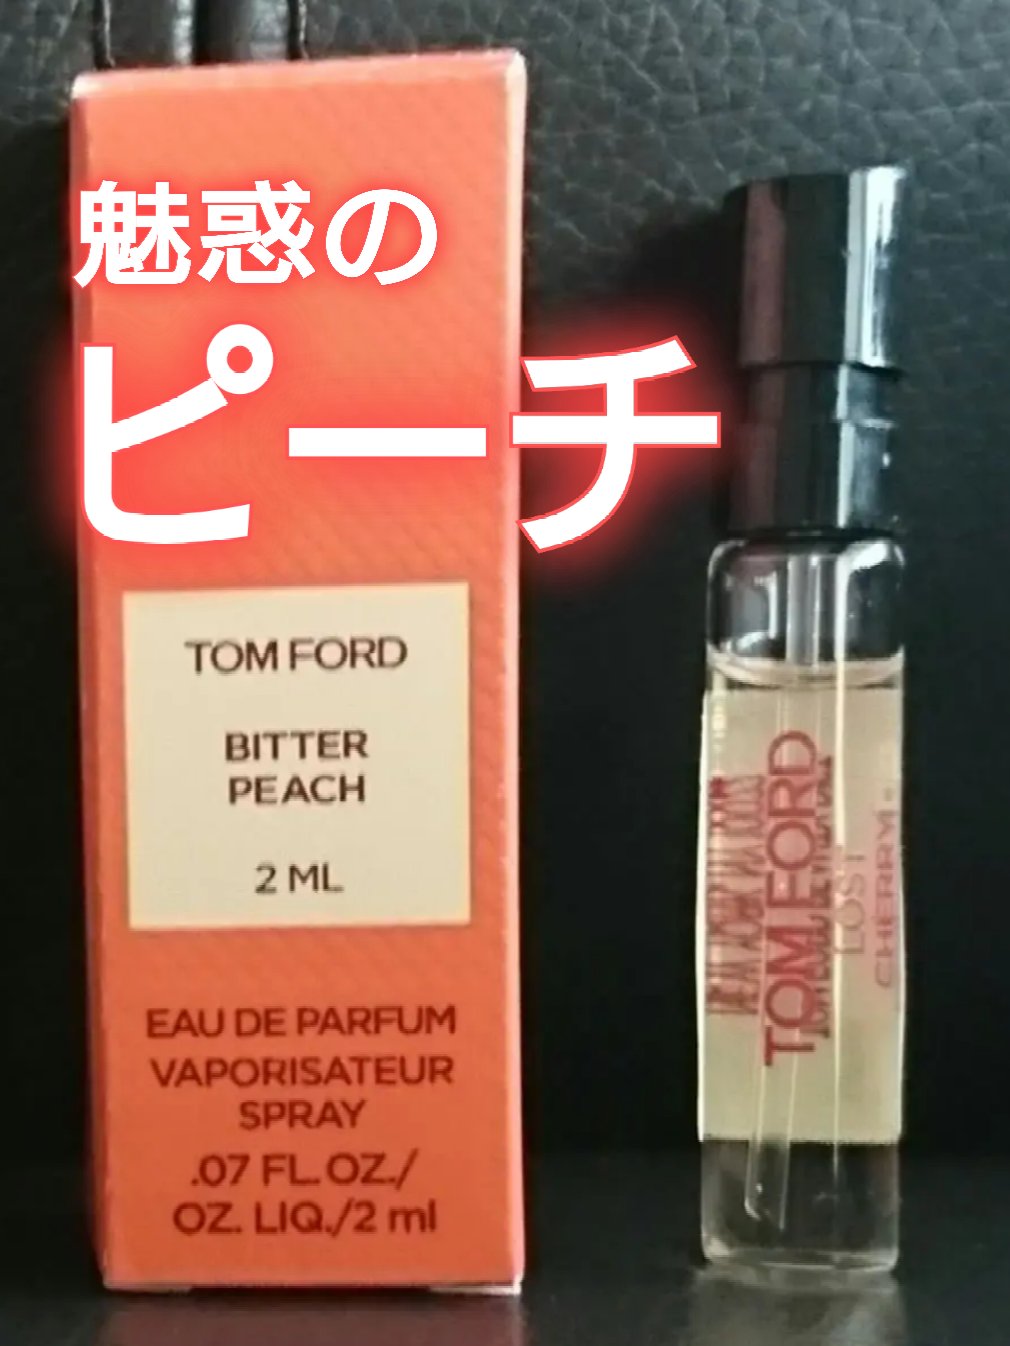 魅惑の
ピーチ
TOM FORD
BITTER
PEACH
2 ML
EAU DE PARFUM
VAPORISATEUR
SPRAY
.07 FL. OZ./
OZ. LIQ./2 ml
TOM FORD
LOST
CHERRY